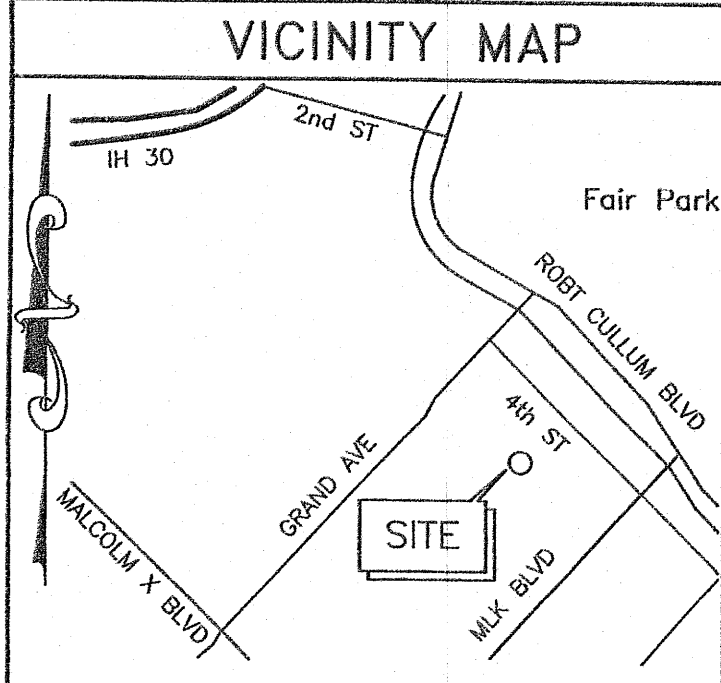 VICINITY MAP
2nd ST
IH 30
Fair Park
ROBT CULLUM BLVD
4th ST
GRAND AVE
SITE
MALCOLM X BLVD
MLK BLVD